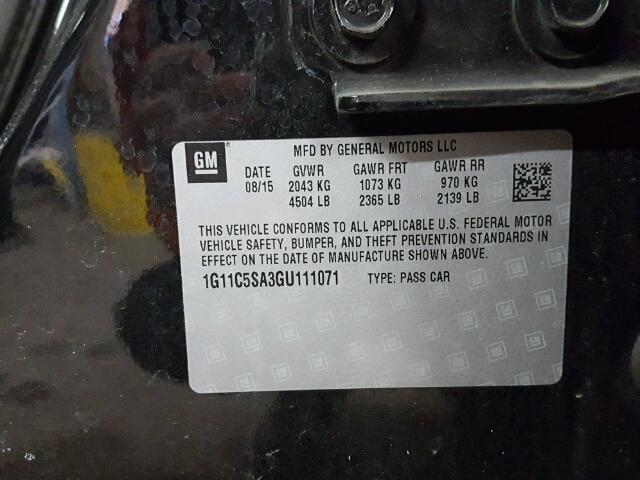 GM
MFD BY GENERAL MOTORS LLC
DATE GVWR GAWR FRT GAWR RR
08/15 2043 KG 1073 KG 970 KG
4504 LB 2365 LB 2139 LB
THIS VEHICLE CONFORMS TO ALL APPLICABLE U.S. FEDERAL MOTOR
VEHICLE SAFETY, BUMPER, AND THEFT PREVENTION STANDARDS IN
EFFECT ON THE DATE OF MANUFACTURE SHOWN ABOVE.
1G11C5SA3GU111071 TYPE: PASS CAR